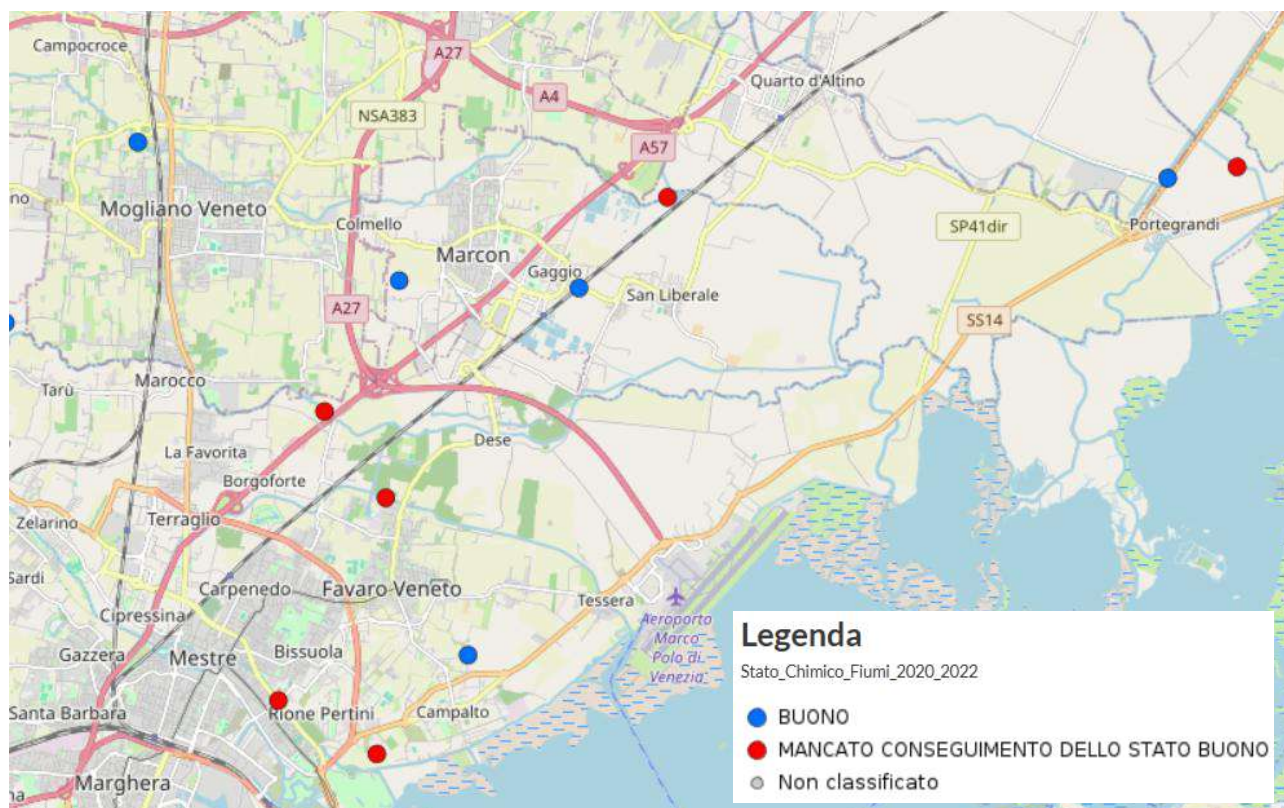 Campocroce
A27
Quarto d'Altino
A4
NSA383
A57
no
Mogliano Veneto
Colmello
SP41dir
Portegrandi
Marcon
Gaggio
San Liberale
A27
SS14
Marocco
Tarù
Dese
La Favorita
Borgoforte
Zelarino
Terraglio
Sardi
Carpenedo
Favaro Veneto
Tessera
Cipressina
Aeroporto
Marco
Polo di
Venezia
Gazzera
Mestre
Bissuola
Santa Barbara
Rione Pertini
Campalto
Marghera
na
Legenda
Stato_Chimico_Fiumi_2020_2022
BUONO
MANCATO CONSEGUIMENTO DELLO STATO BUONO
Non classificato